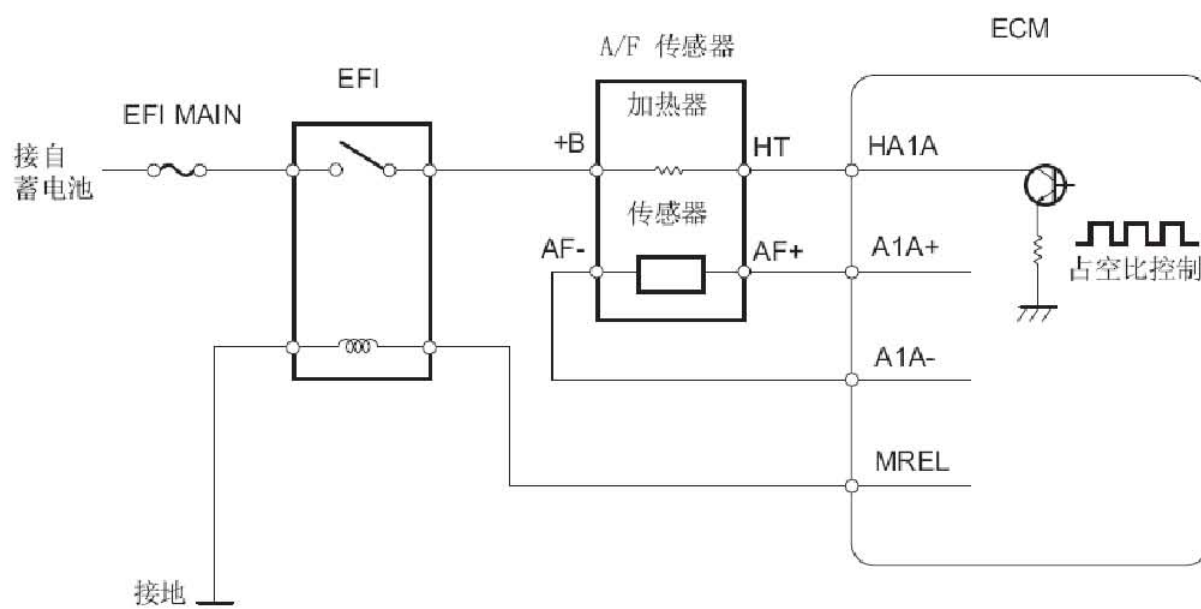 ECM
A/F 传感器
EFI
加热器
EFI MAIN
+B
HT
HA1A
接自
蓄电池
传感器
AF-
AF+
A1A+
占空比控制
A1A-
MREL
接地